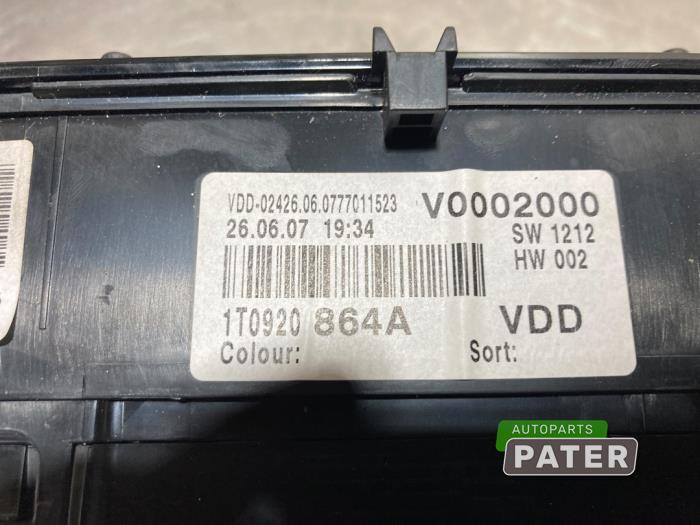 VDD-02426.06.0777011523 V0002000
26.06.07 19:34 SW 1212
HW 002
1T0920 864A VDD
Colour: Sort:
AUTOPARTS
PATER